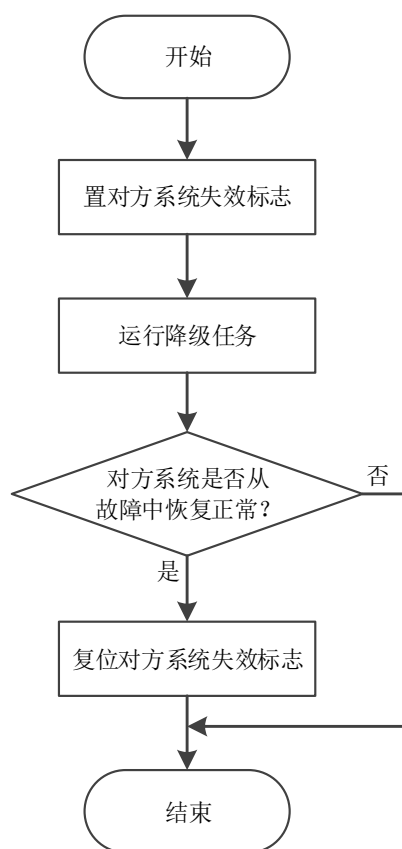 开始
置对方系统失效标志
运行降级任务
对方系统是否从
故障中恢复正常？
否
是
复位对方系统失效标志
结束